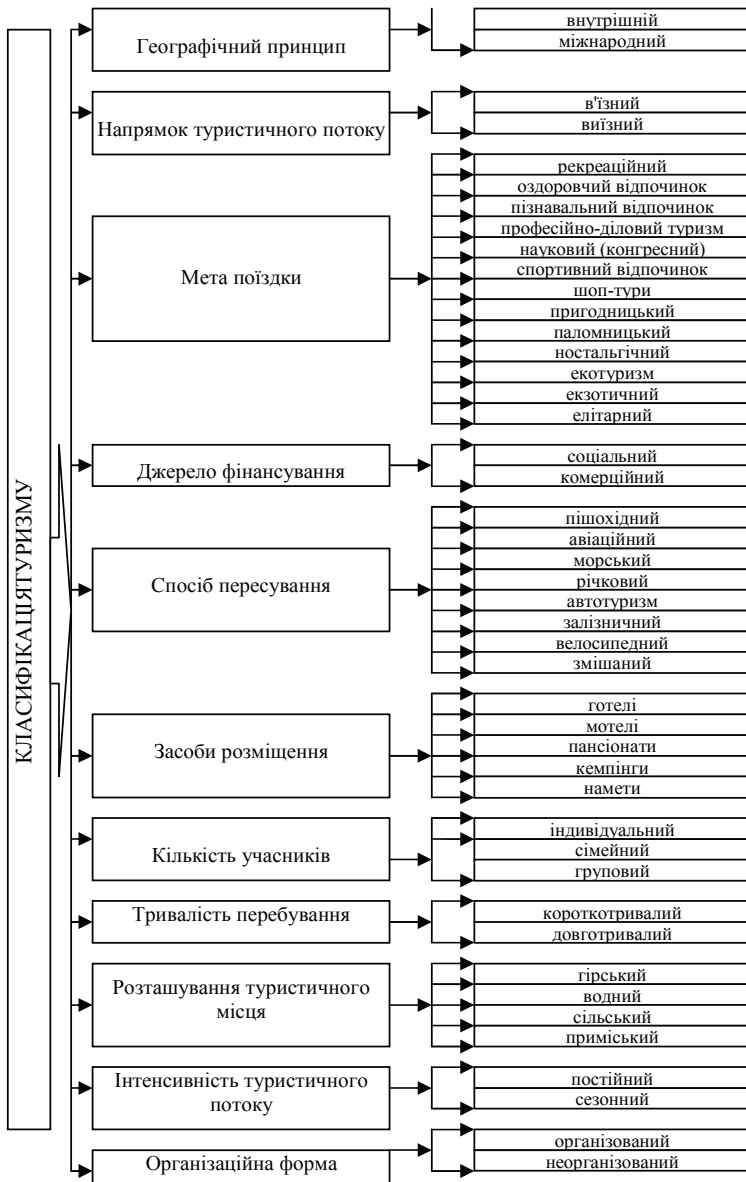 КЛАСИФІКАЦІЯТУРИЗМУ
Географічний принцип
внутрішній
міжнародний
Напрямок туристичного потоку
в'їзний
виїзний
Мета поїздки
рекреаційний
оздоровчий відпочинок
пізнавальний відпочинок
професійно-діловий туризм
науковий (конгресний)
спортивний відпочинок
шоп-тури
пригодницький
паломницький
ностальгічний
екотуризм
екзотичний
елітарний
Джерело фінансування
соціальний
комерційний
Спосіб пересування
пішохідний
авіаційний
морський
річковий
автотуризм
залізничний
велосипедний
змішаний
Засоби розміщення
готелі
мотелі
пансіонати
кемпінги
намети
Кількість учасників
індивідуальний
сімейний
груповий
Тривалість перебування
короткотривалий
довготривалий
Розташування туристичного
місця
гірський
водний
сільський
приміський
Інтенсивність туристичного
потоку
постійний
сезонний
Організаційна форма
організований
неорганізований